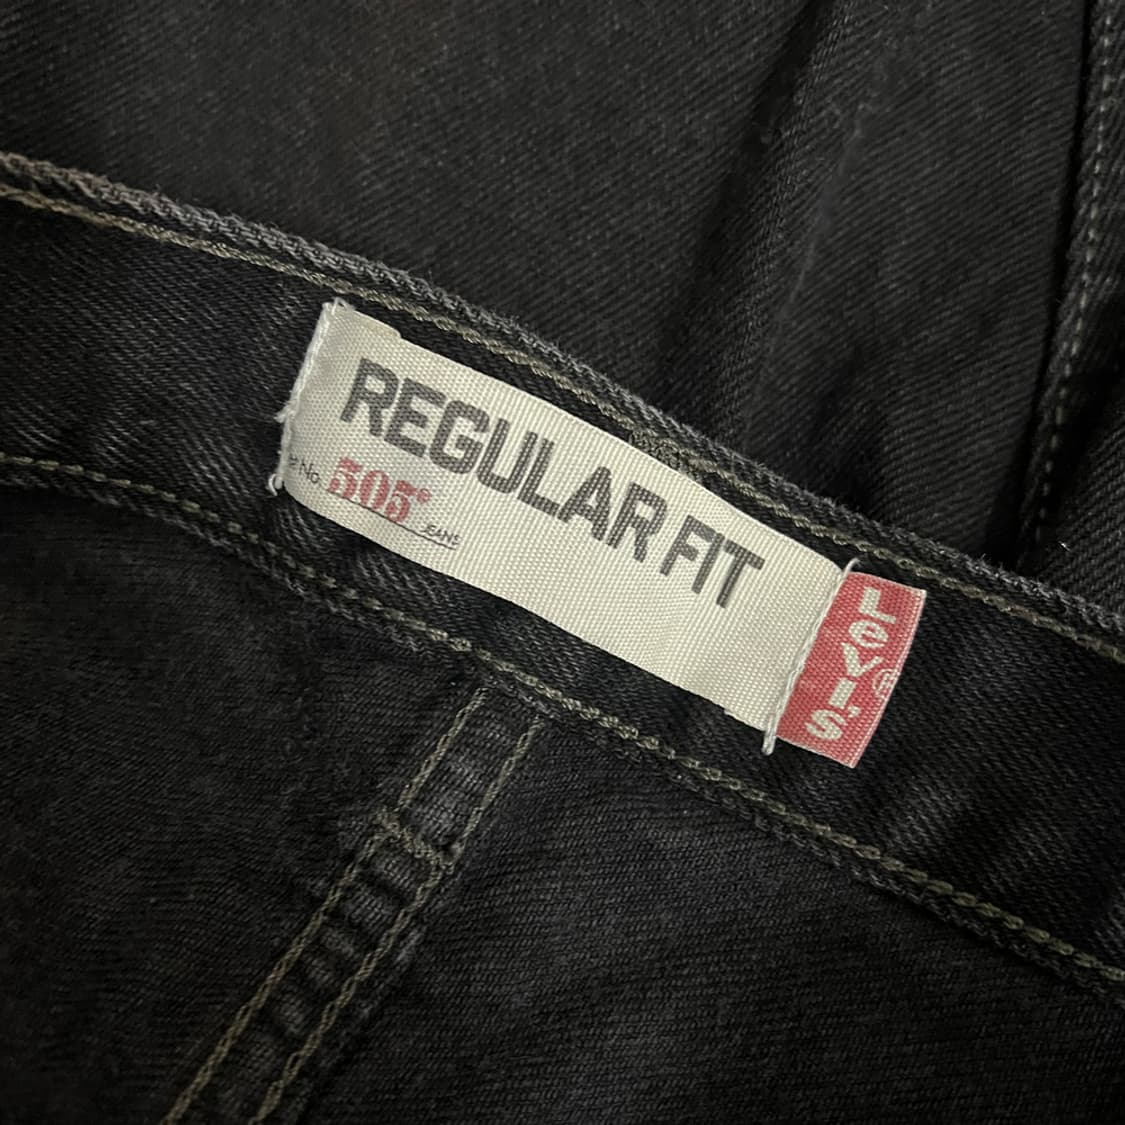 REGULAR FIT
No. 505® JEANS
Levi's®